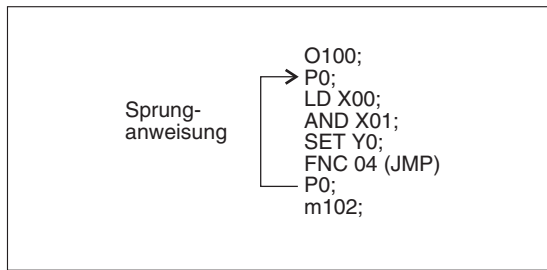 O100;
P0;
LD X00;
Sprung-
anweisung
AND X01;
SET Y0;
FNC 04 (JMP)
P0;
m102;